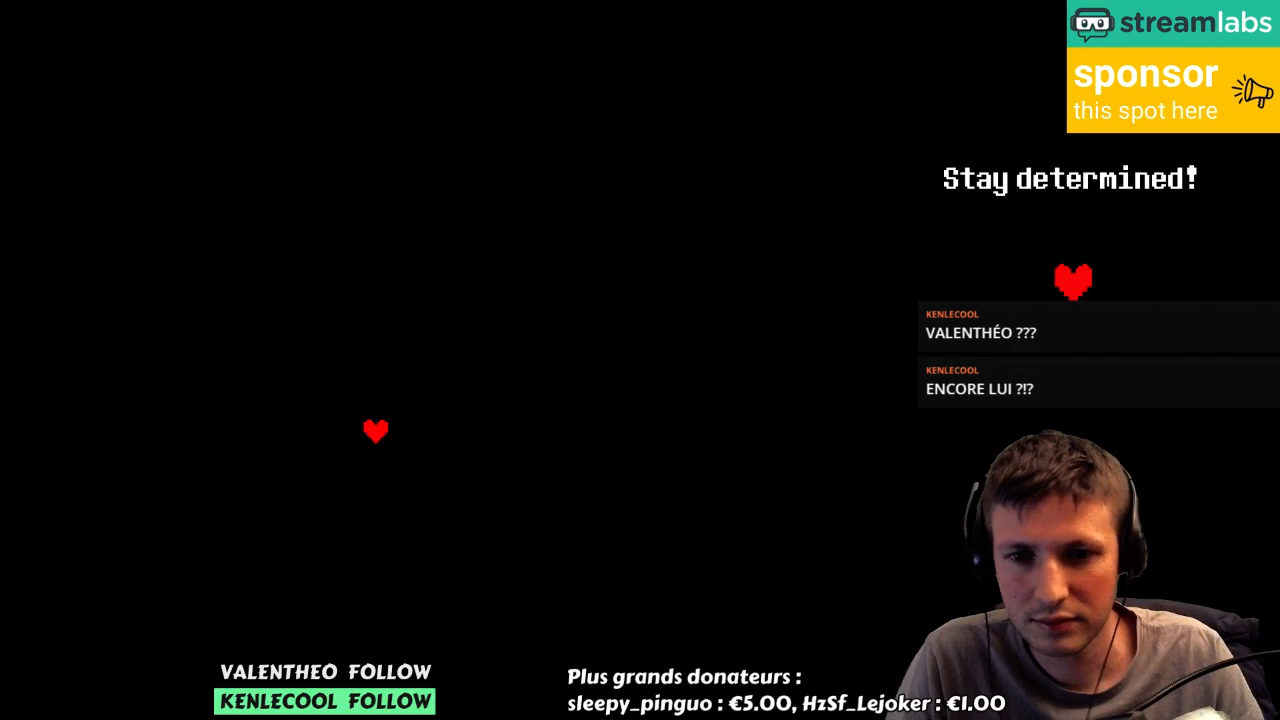 streamlabs
sponsor
this spot here
Stay determined!
KENLECOOL
VALENTHÉO ???
KENLECOOL
ENCORE LUI ?!?
VALENTHEO FOLLOW
KENLECOOL FOLLOW
Plus grands donateurs :
sleepy_pinguo : €5.00, HzSf_Lejoker : €1.00